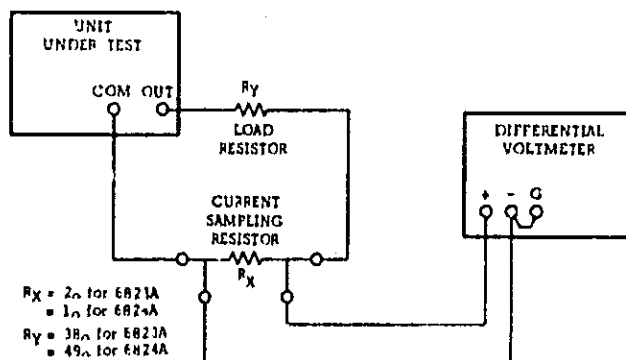 UNIT
UNDER TEST
COM OUT
RY
LOAD
RESISTOR
DIFFERENTIAL
VOLTMETER
+ - G
CURRENT
SAMPLING
RESISTOR
RX
RX = 2Ω for 6823A
= 1Ω for 6824A
RY = 38Ω for 6823A
= 49Ω for 6824A